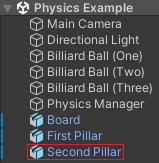 Physics Example
Main Camera
Directional Light
Billiard Ball (One)
Billiard Ball (Two)
Billiard Ball (Three)
Physics Manager
Board
First Pillar
Second Pillar